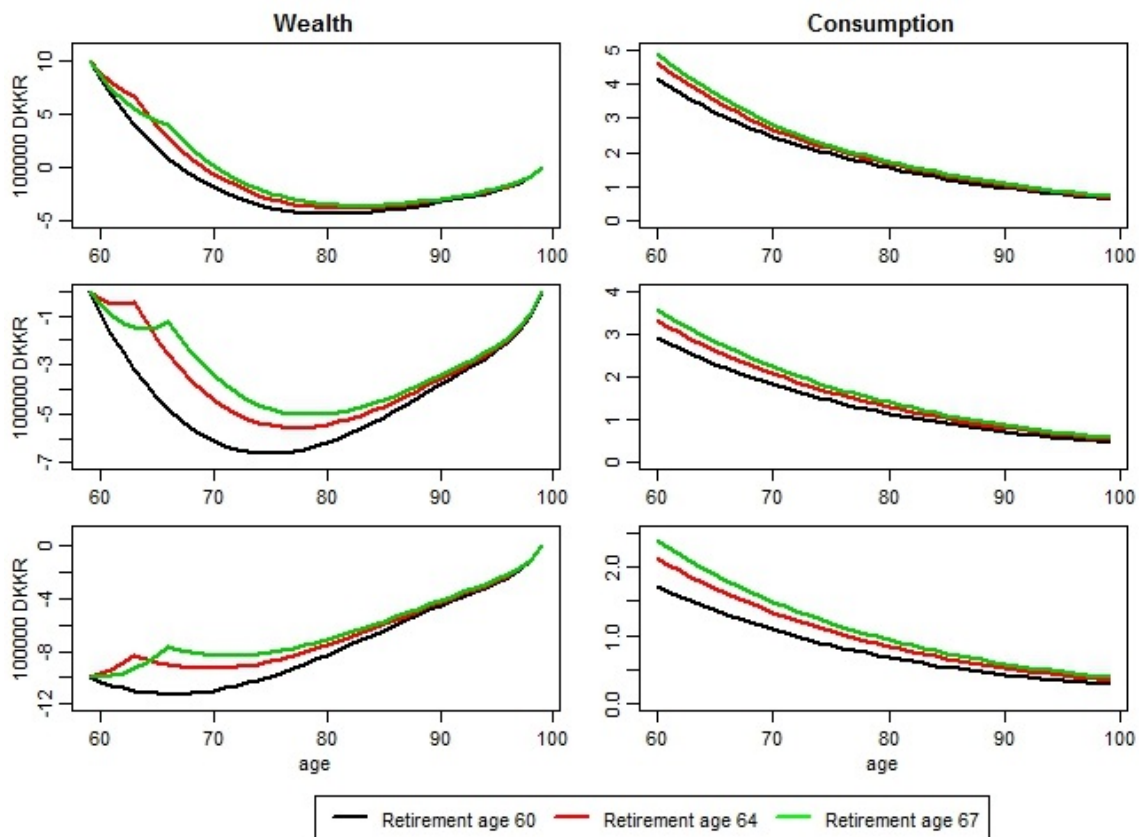 Wealth Consumption
100000 DKKR
10
5
0
-5
60 70 80 90 100
5
4
3
2
1
0
60 70 80 90 100
100000 DKKR
-1
-3
-5
-7
60 70 80 90 100
4
3
2
1
0
60 70 80 90 100
100000 DKKR
0
-4
-8
-12
60 70 80 90 100
age
2.0
1.0
0.0
60 70 80 90 100
age
Retirement age 60 Retirement age 64 Retirement age 67